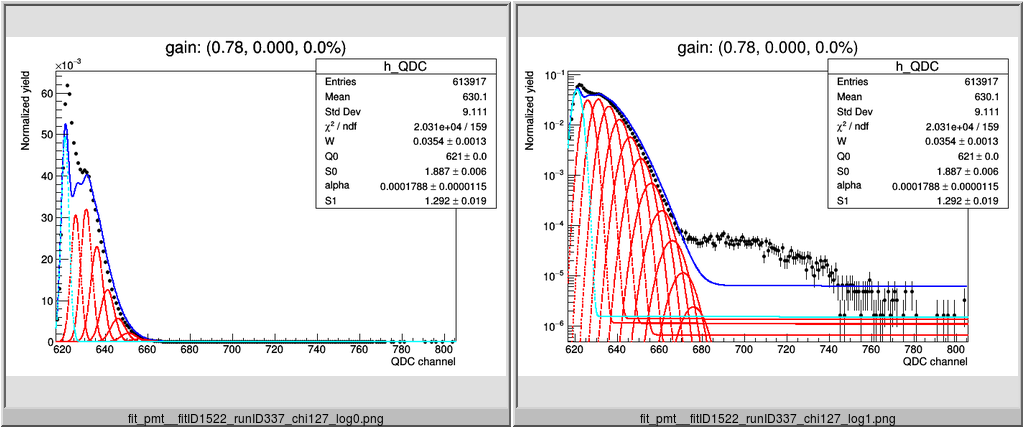 gain: (0.78, 0.000, 0.0%)
×10⁻³
Normalized yield
60
50
40
30
20
10
0
620 640 660 680 700 720 740 760 780 800
QDC channel
h_QDC
Entries 613917
Mean 630.1
Std Dev 9.111
χ² / ndf 2.031e+04 / 159
W 0.0354 ± 0.0013
Q0 621 ± 0.0
S0 1.887 ± 0.006
alpha 0.0001788 ± 0.0000115
S1 1.292 ± 0.019
fit_pmt__fitID1522_runID337_chi127_log0.png
gain: (0.78, 0.000, 0.0%)
Normalized yield
10⁻¹
10⁻²
10⁻³
10⁻⁴
10⁻⁵
10⁻⁶
620 640 660 680 700 720 740 760 780 800
QDC channel
h_QDC
Entries 613917
Mean 630.1
Std Dev 9.111
χ² / ndf 2.031e+04 / 159
W 0.0354 ± 0.0013
Q0 621 ± 0.0
S0 1.887 ± 0.006
alpha 0.0001788 ± 0.0000115
S1 1.292 ± 0.019
fit_pmt__fitID1522_runID337_chi127_log1.png